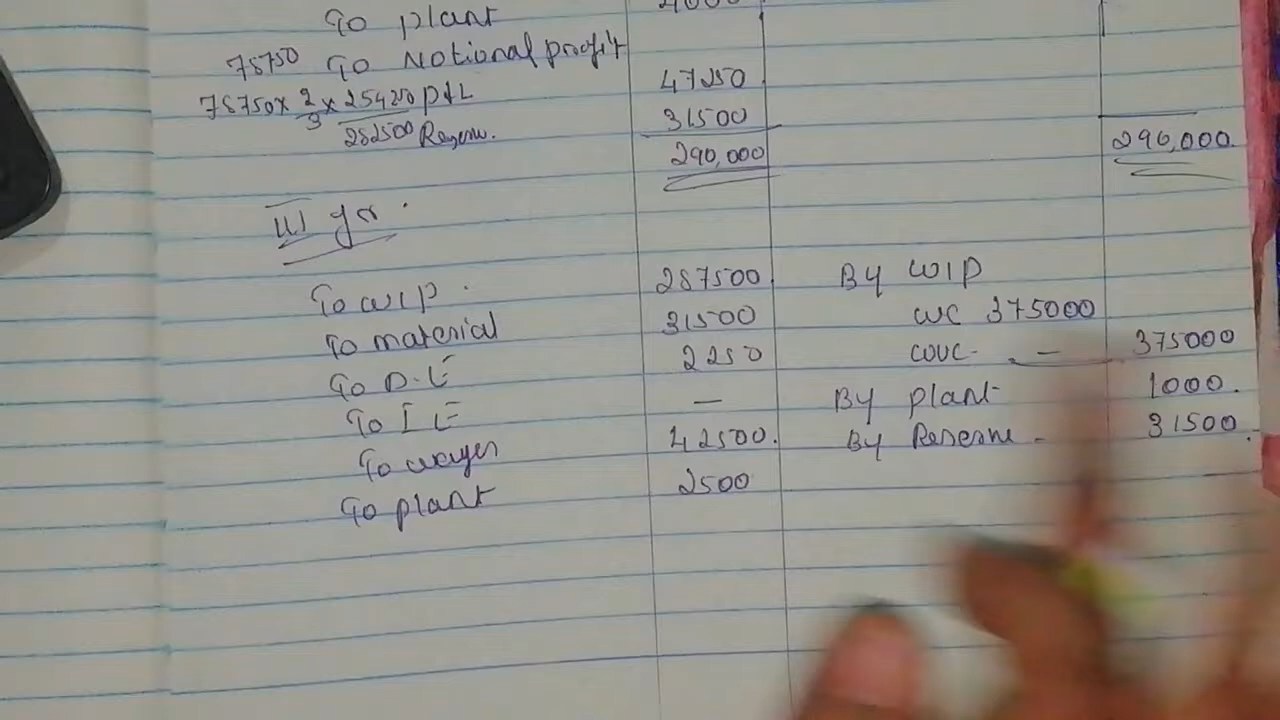 To plant
78750 To Notional profit
78750 x 2/3 x 254250/282500 P&L 47250
Reserve. 31500
290,000 290,000
III yr.
To WIP. 287500 By WIP
To material 31500 WC 375000
To D.E 2250 COUC - — 375000
To I E — By plant 1000.
To wages 42500. By Reserve - 31500.
To plant 2500